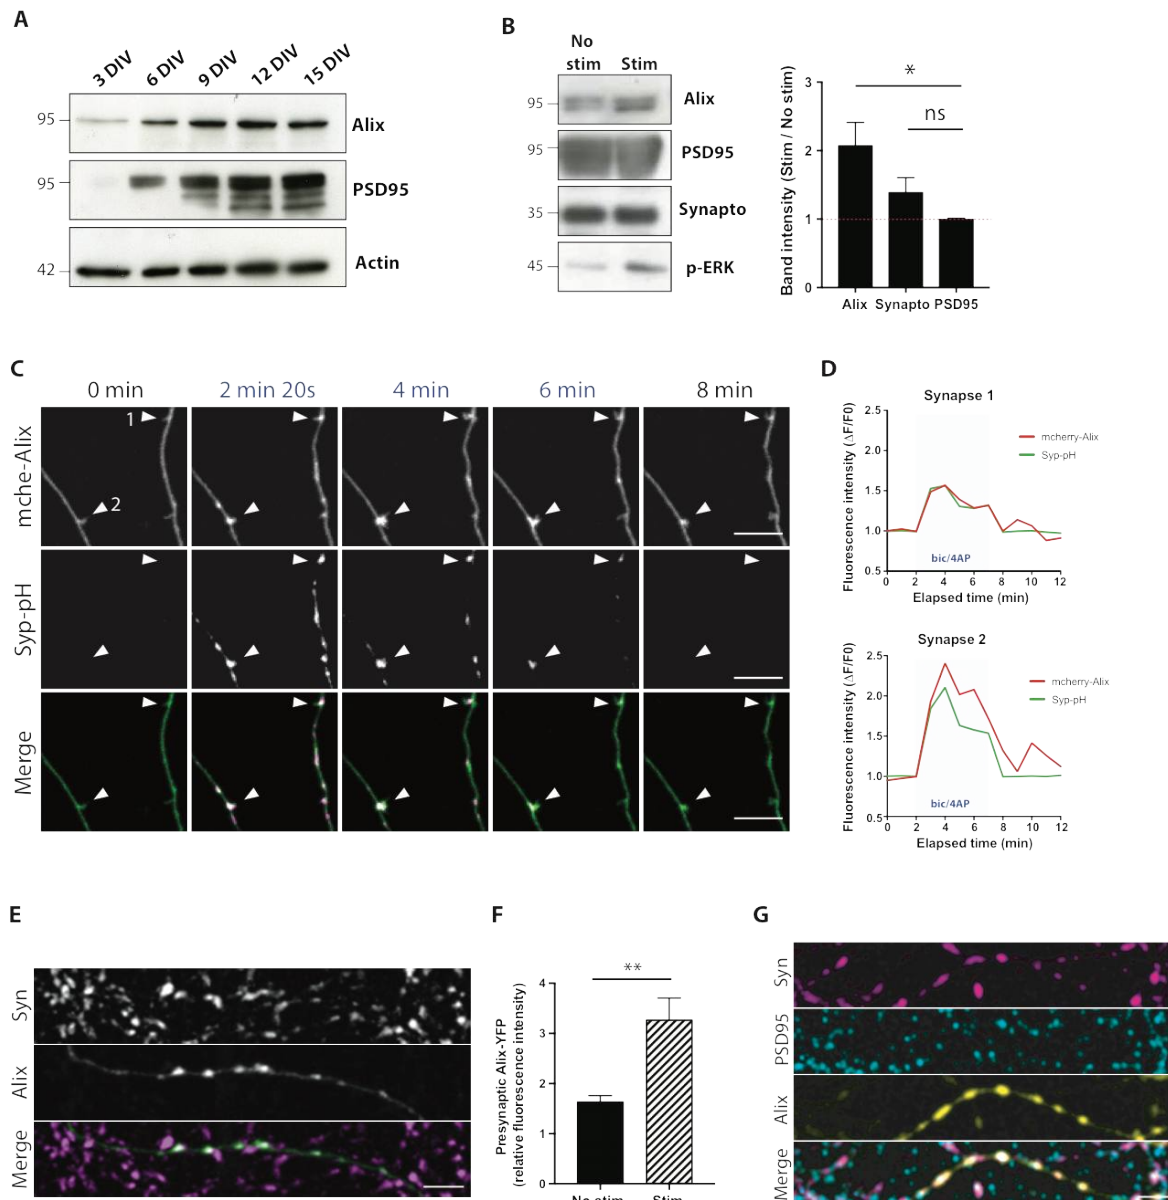 A
3 DIV
6 DIV
9 DIV
12 DIV
15 DIV
95
Alix
95
PSD95
42
Actin
B
No
stim
Stim
95
Alix
95
PSD95
35
Synapto
45
p-ERK
Band intensity (Stim / No stim)
3
2
1
0
*
ns
Alix Synapto PSD95
C
0 min
2 min 20s
4 min
6 min
8 min
mche-Alix
1
2
Syp-pH
Merge
D
Synapse 1
Fluorescence intensity (ΔF/F0)
2.5
2.0
1.5
1.0
0.5
mcherry-Alix
Syp-pH
bic/4AP
0 2 4 6 8 10 12
Elapsed time (min)
Synapse 2
Fluorescence intensity (ΔF/F0)
2.5
2.0
1.5
1.0
0.5
mcherry-Alix
Syp-pH
bic/4AP
0 2 4 6 8 10 12
Elapsed time (min)
E
Syn
Alix
Merge
F
Presynaptic Alix-YFP
(relative fluorescence intensity)
4
3
2
1
0
**
No stim
Stim
G
Syn
PSD95
Alix
Merge